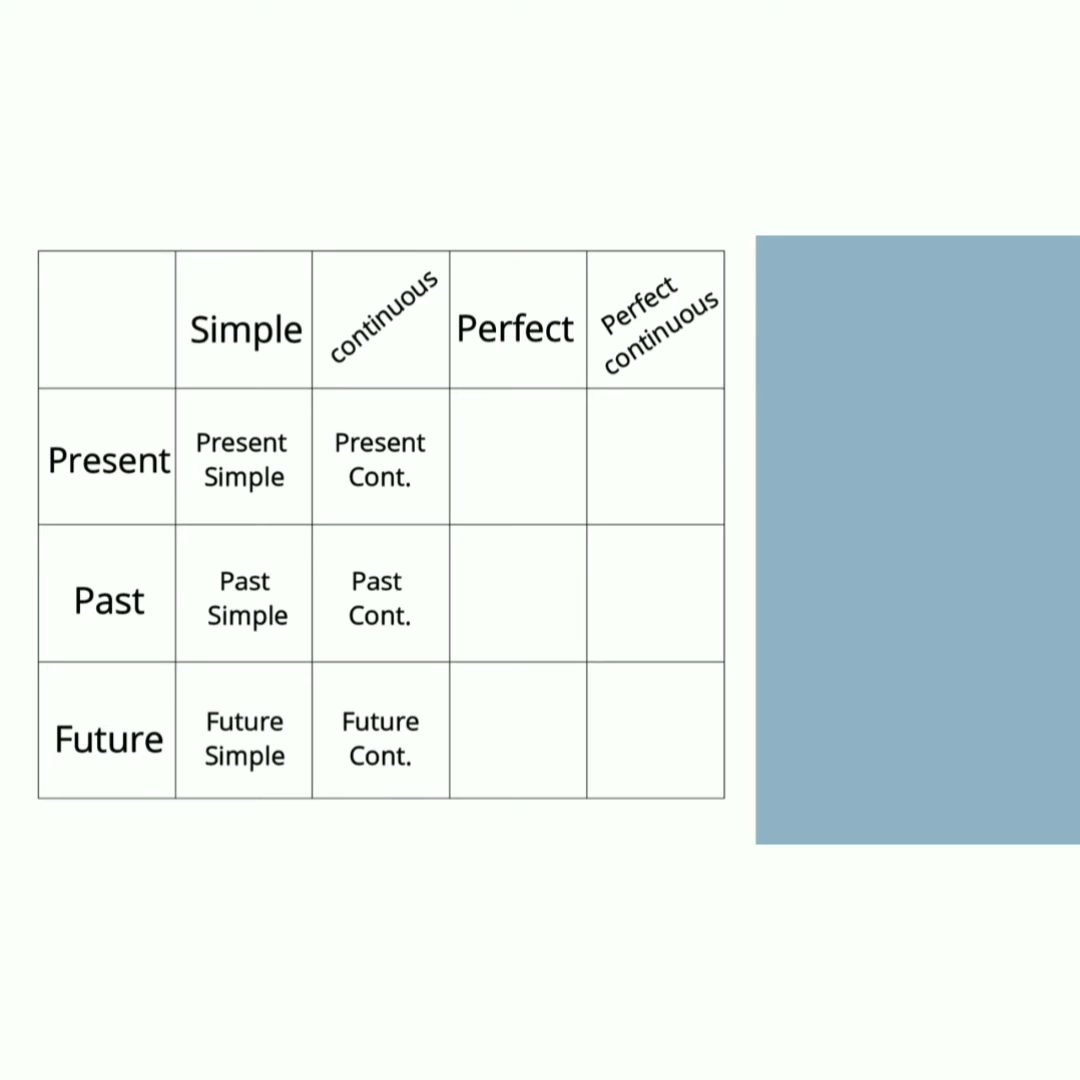 Simple
continuous
Perfect
Perfect
continuous
Present
Present
Simple
Present
Cont.
Past
Past
Simple
Past
Cont.
Future
Future
Simple
Future
Cont.